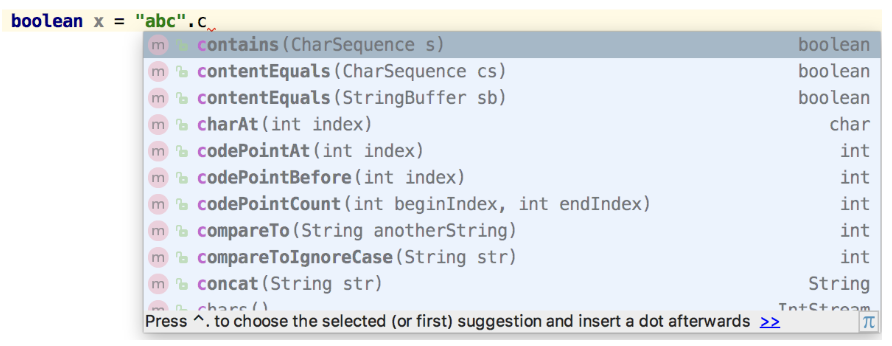 boolean x = "abc".c
m contains(CharSequence s) boolean
m contentEquals(CharSequence cs) boolean
m contentEquals(StringBuffer sb) boolean
m charAt(int index) char
m codePointAt(int index) int
m codePointBefore(int index) int
m codePointCount(int beginIndex, int endIndex) int
m compareTo(String anotherString) int
m compareToIgnoreCase(String str) int
m concat(String str) String
m chars() IntStream
Press ^. to choose the selected (or first) suggestion and insert a dot afterwards >> π